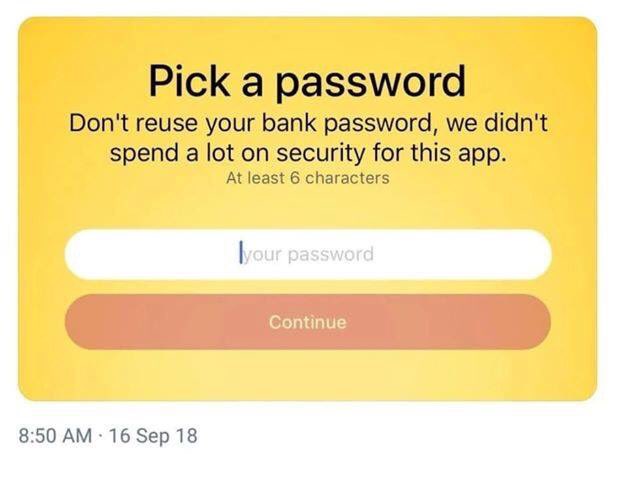 Pick a password
Don't reuse your bank password, we didn't
spend a lot on security for this app.
At least 6 characters
your password
Continue
8:50 AM · 16 Sep 18